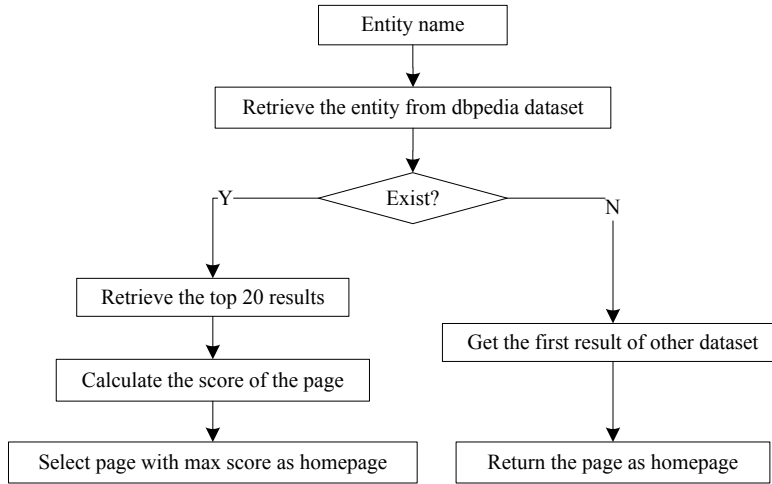 Entity name
Retrieve the entity from dbpedia dataset
Exist?
Y
N
Retrieve the top 20 results
Get the first result of other dataset
Calculate the score of the page
Select page with max score as homepage
Return the page as homepage